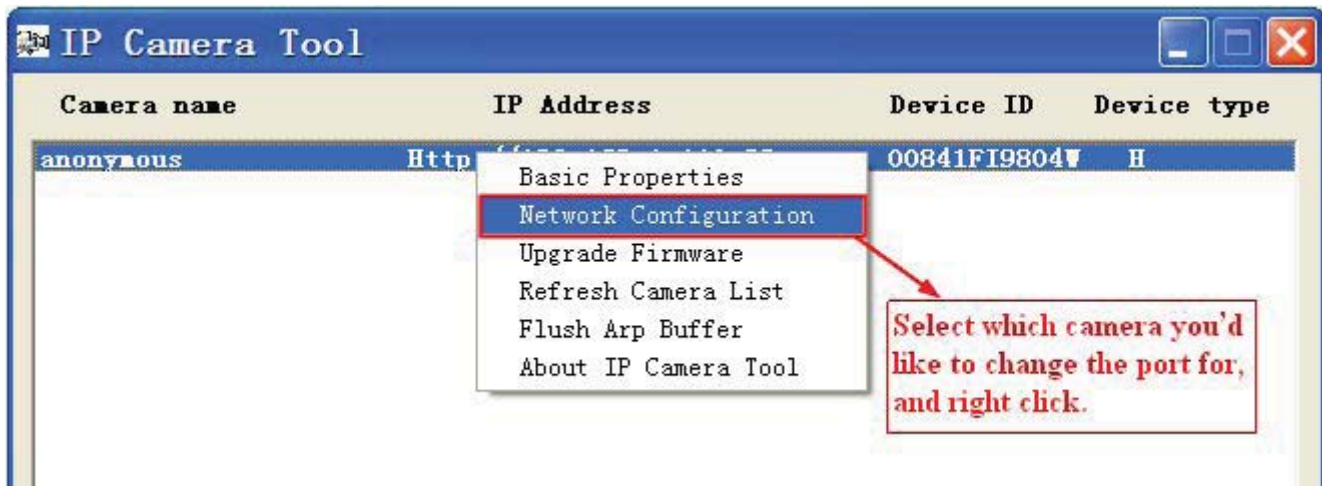 IP Camera Tool
Camera name IP Address Device ID Device type
anonymous Http 00841FI9804W H
Basic Properties
Network Configuration
Upgrade Firmware
Refresh Camera List
Flush Arp Buffer
About IP Camera Tool
Select which camera you'd
like to change the port for,
and right click.